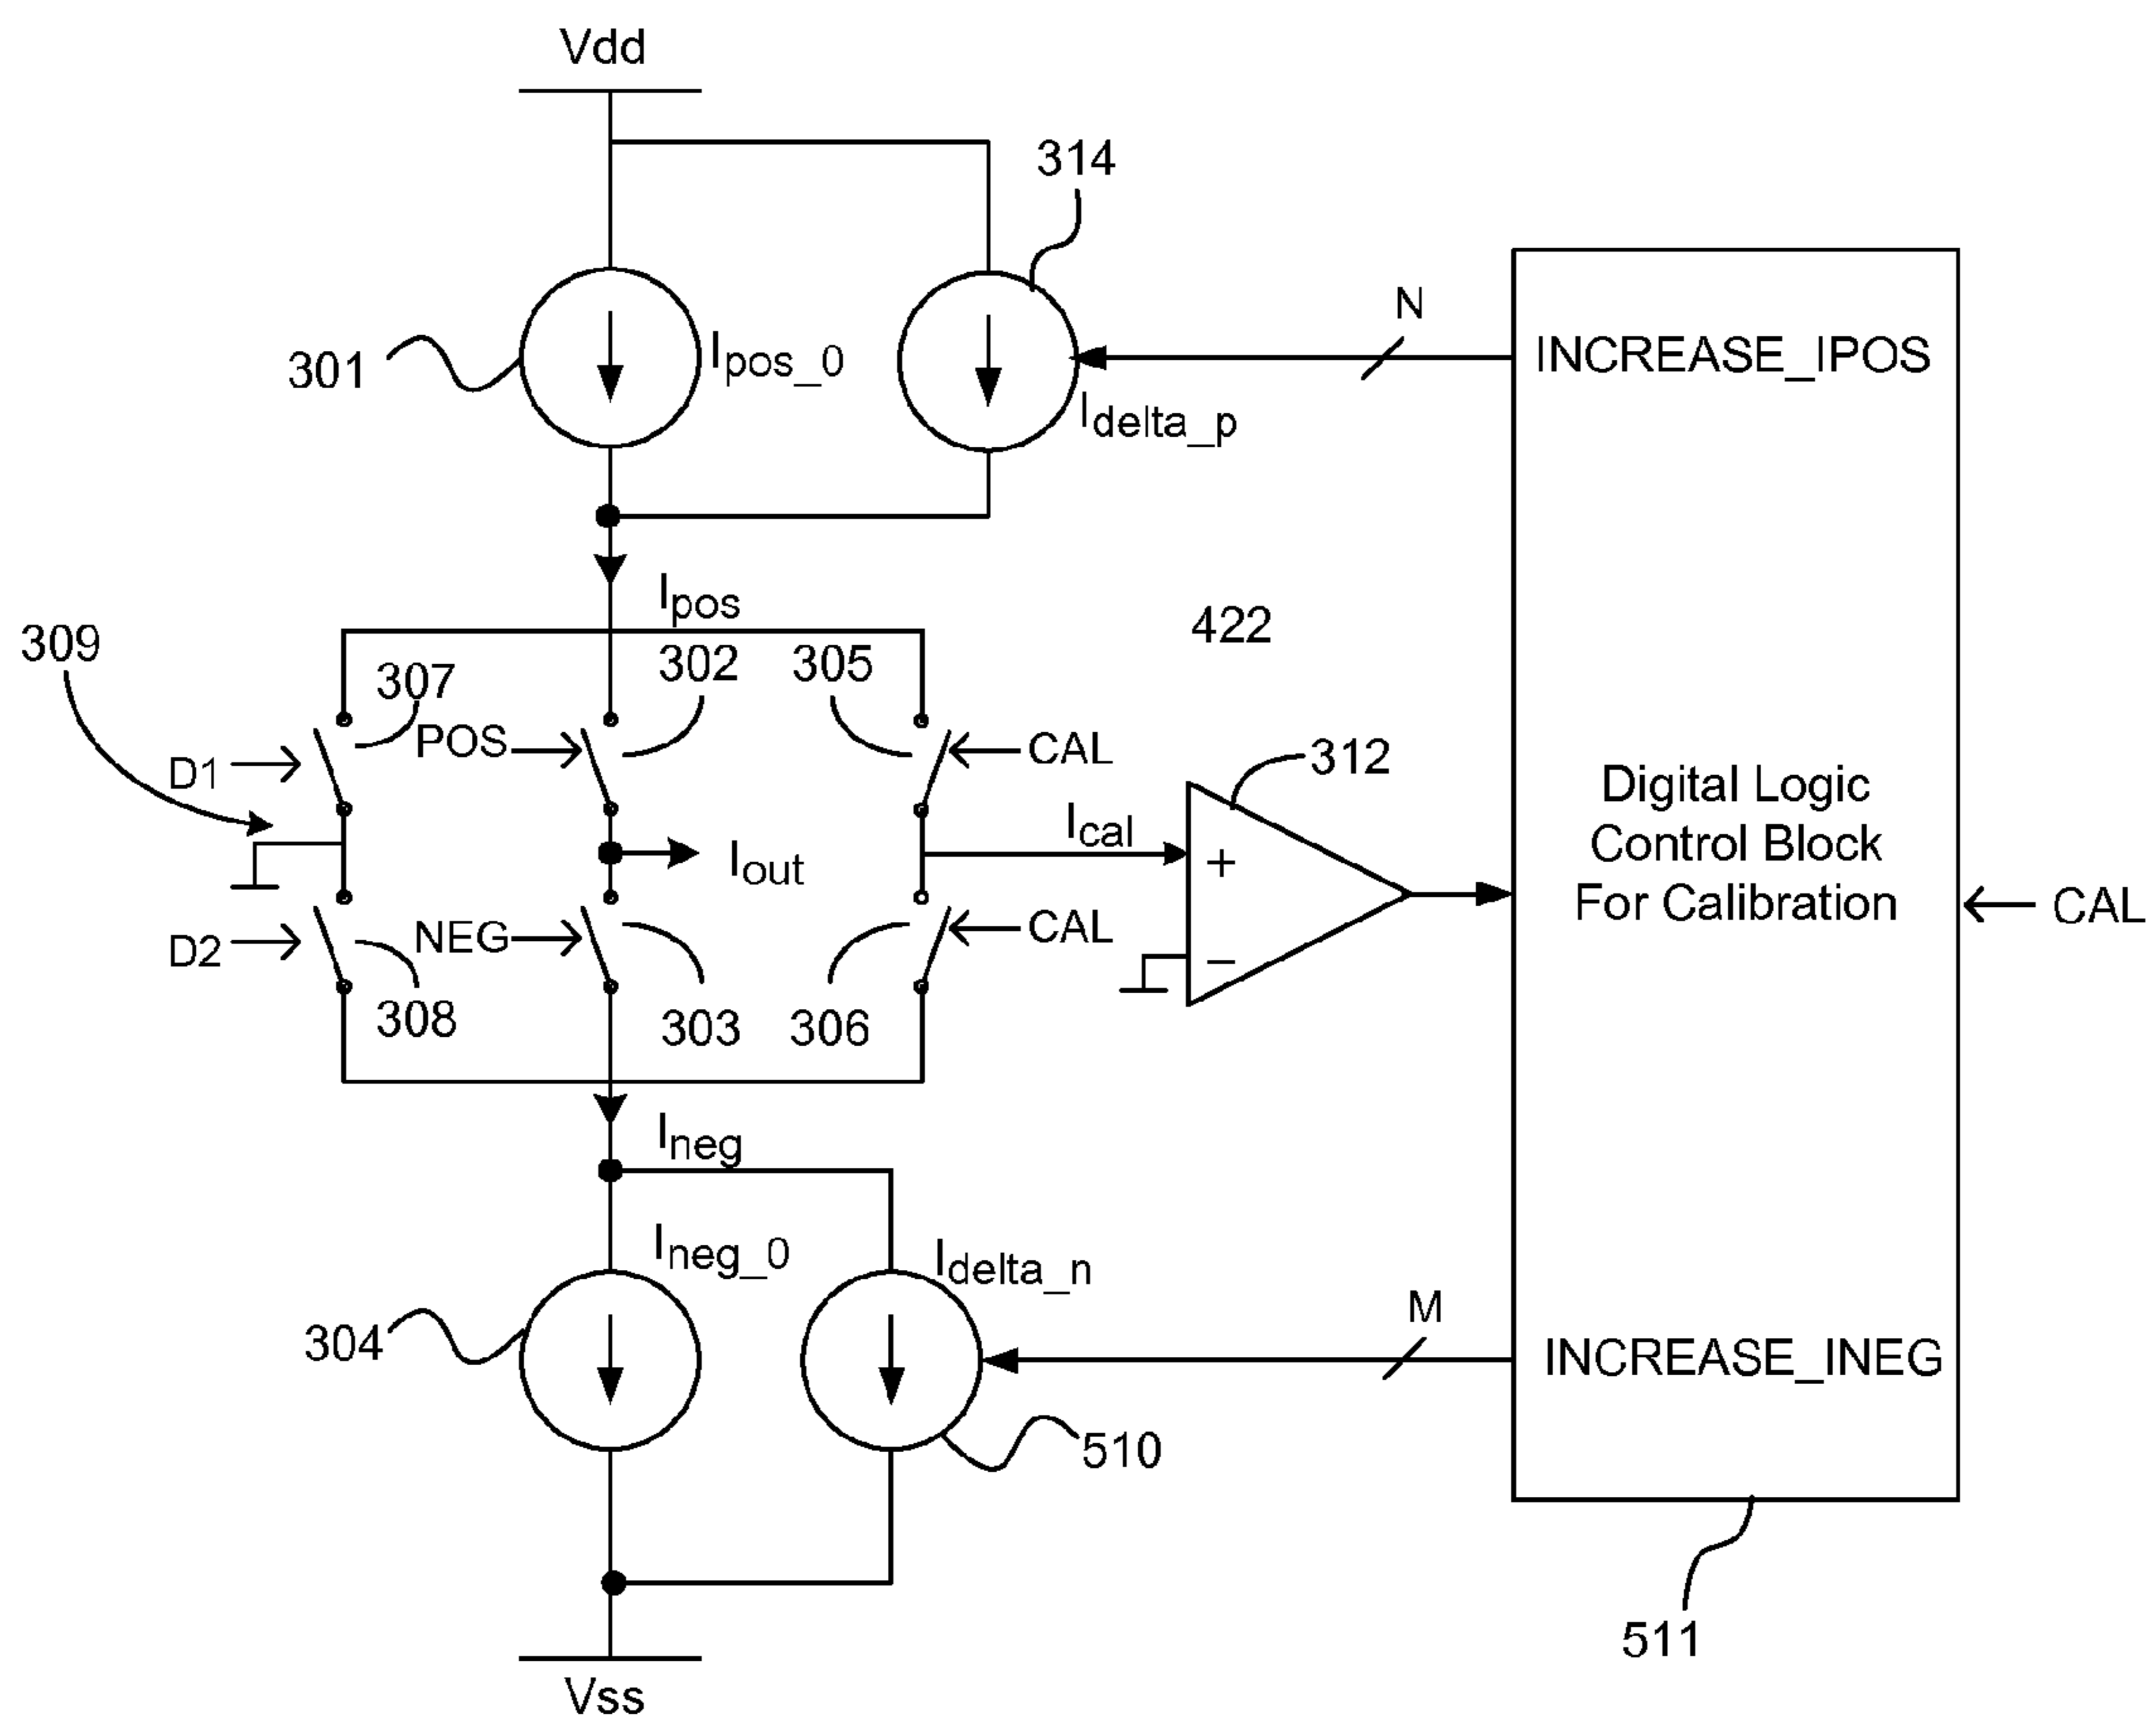 Vdd
314
N
301
Ipos_0
INCREASE_IPOS
Idelta_p
Ipos
422
309
307
302
305
POS
CAL
D1
312
Ical
Iout
+
Digital Logic
Control Block
For Calibration
CAL
NEG
CAL
D2
−
308
303
306
Ineg
Ineg_0
Idelta_n
M
304
INCREASE_INEG
510
511
Vss